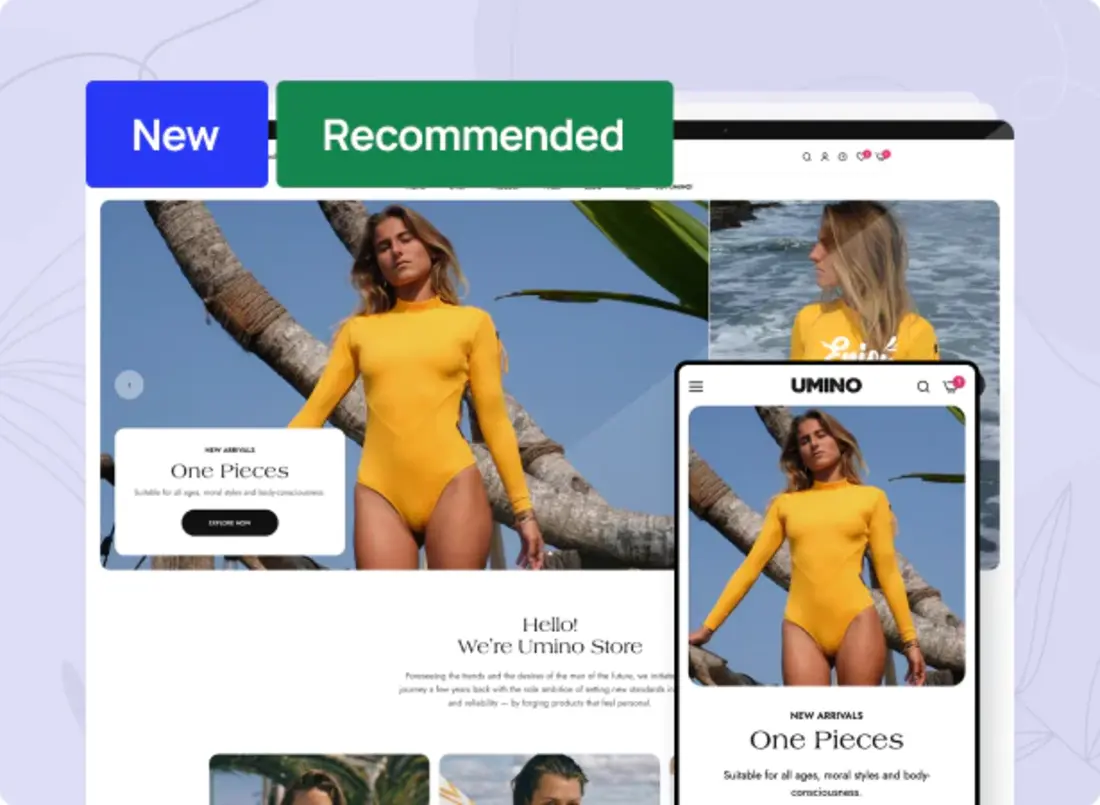 New
Recommended
NEW ARRIVALS
One Pieces
Suitable for all ages, moral styles and body-consciousness
EXPLORE NOW
Enjoy
Hello!
We're Umino Store
Foreseeing the trends and the desires of the man of the future, we initiate
journey a few years back with the sole ambition of setting new standards in
and reliability — by forging products that feel personal.
UMINO
1
NEW ARRIVALS
One Pieces
Suitable for all ages, moral styles and body-
consciousness.